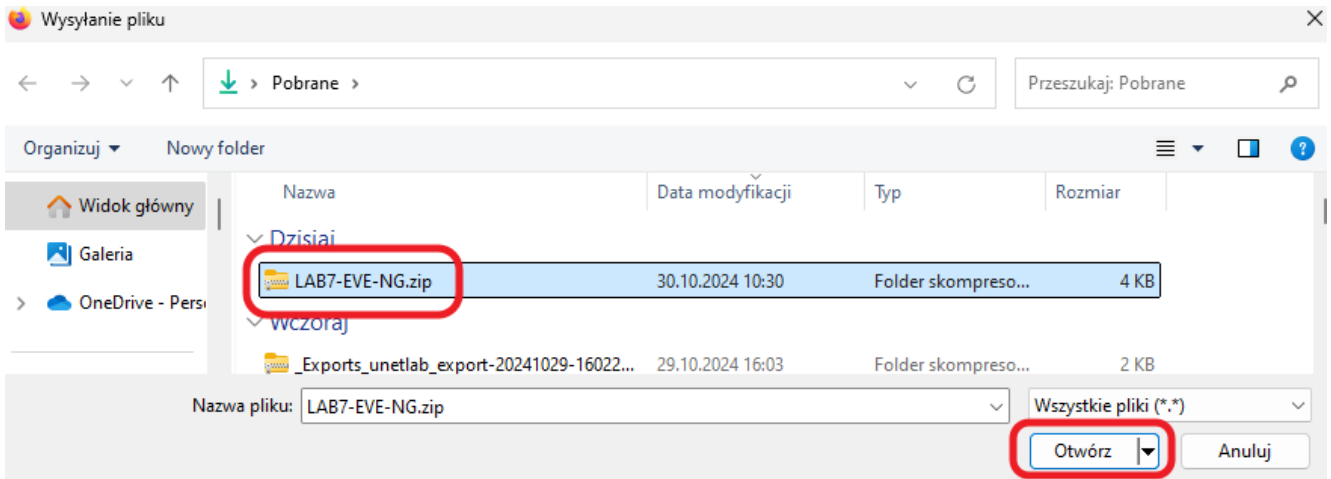 Wysyłanie pliku
Pobrane
Przeszukaj: Pobrane
Organizuj Nowy folder
Widok główny
Galeria
OneDrive - Pers
Nazwa Data modyfikacji Typ Rozmiar
Dzisiaj
LAB7-EVE-NG.zip 30.10.2024 10:30 Folder skompreso... 4 KB
Wczoraj
_Exports_unetlab_export-20241029-16022... 29.10.2024 16:03 Folder skompreso... 2 KB
Nazwa pliku: LAB7-EVE-NG.zip Wszystkie pliki (*.*)
Otwórz Anuluj